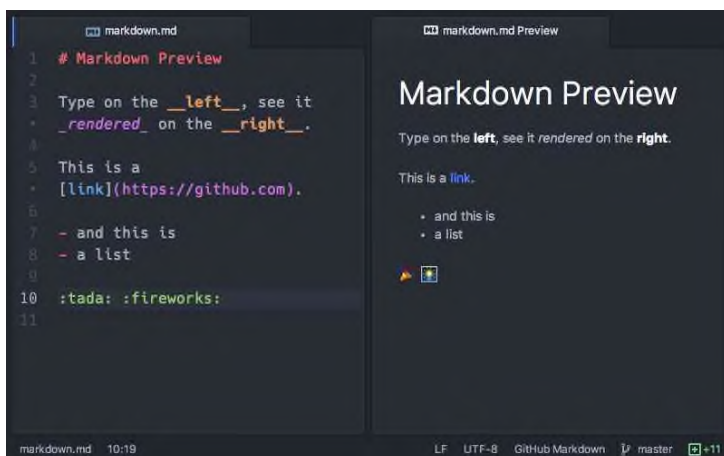 markdown.md
1 # Markdown Preview
2
3 Type on the __left__, see it
• _rendered_ on the __right__.
4
5 This is a
• [link](https://github.com).
6
7 - and this is
8 - a list
9
10 :tada: :fireworks:
11
markdown.md Preview
Markdown Preview
Type on the left, see it rendered on the right.
This is a link.
• and this is
• a list
markdown.md 10:19
LF UTF-8 GitHub Markdown master +11